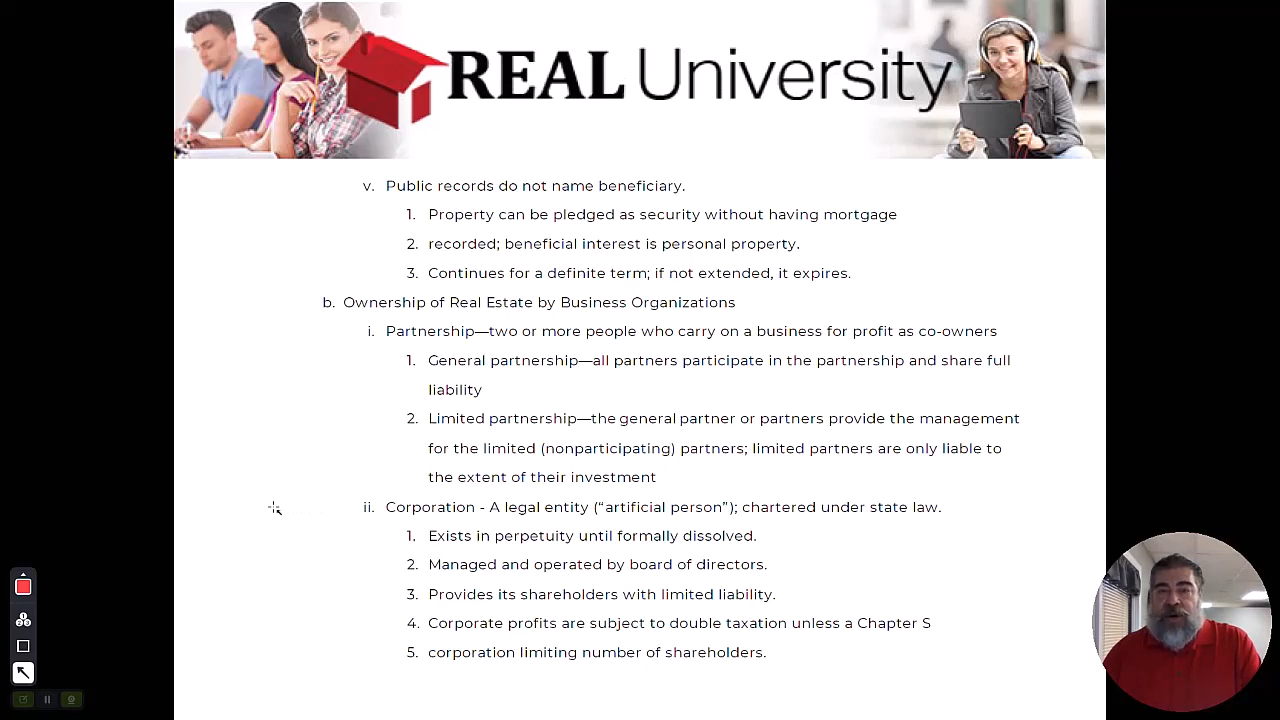 REAL University
v. Public records do not name beneficiary.
1. Property can be pledged as security without having mortgage
2. recorded; beneficial interest is personal property.
3. Continues for a definite term; if not extended, it expires.
b. Ownership of Real Estate by Business Organizations
i. Partnership—two or more people who carry on a business for profit as co-owners
1. General partnership—all partners participate in the partnership and share full
liability
2. Limited partnership—the general partner or partners provide the management
for the limited (nonparticipating) partners; limited partners are only liable to
the extent of their investment
ii. Corporation - A legal entity (“artificial person”); chartered under state law.
1. Exists in perpetuity until formally dissolved.
2. Managed and operated by board of directors.
3. Provides its shareholders with limited liability.
4. Corporate profits are subject to double taxation unless a Chapter S
5. corporation limiting number of shareholders.